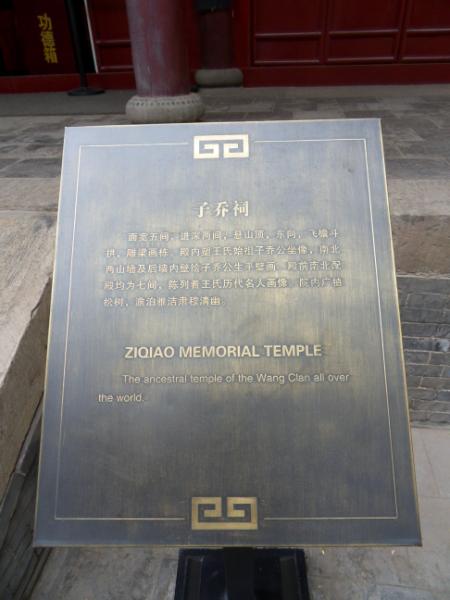 功德箱
子乔祠
面宽五间，进深两间，悬山顶，东向，飞檐斗
拱，雕梁画栋。殿内塑王氏始祖子乔公坐像，南北
两山墙及后墙内壁绘子乔公生平壁画。殿前南北配
殿均为七间，陈列着王氏历代名人画像。院内广植
松树，澹泊雅洁肃穆清幽。
ZIQIAO MEMORIAL TEMPLE
The ancestral temple of the Wang Clan all over
the world.